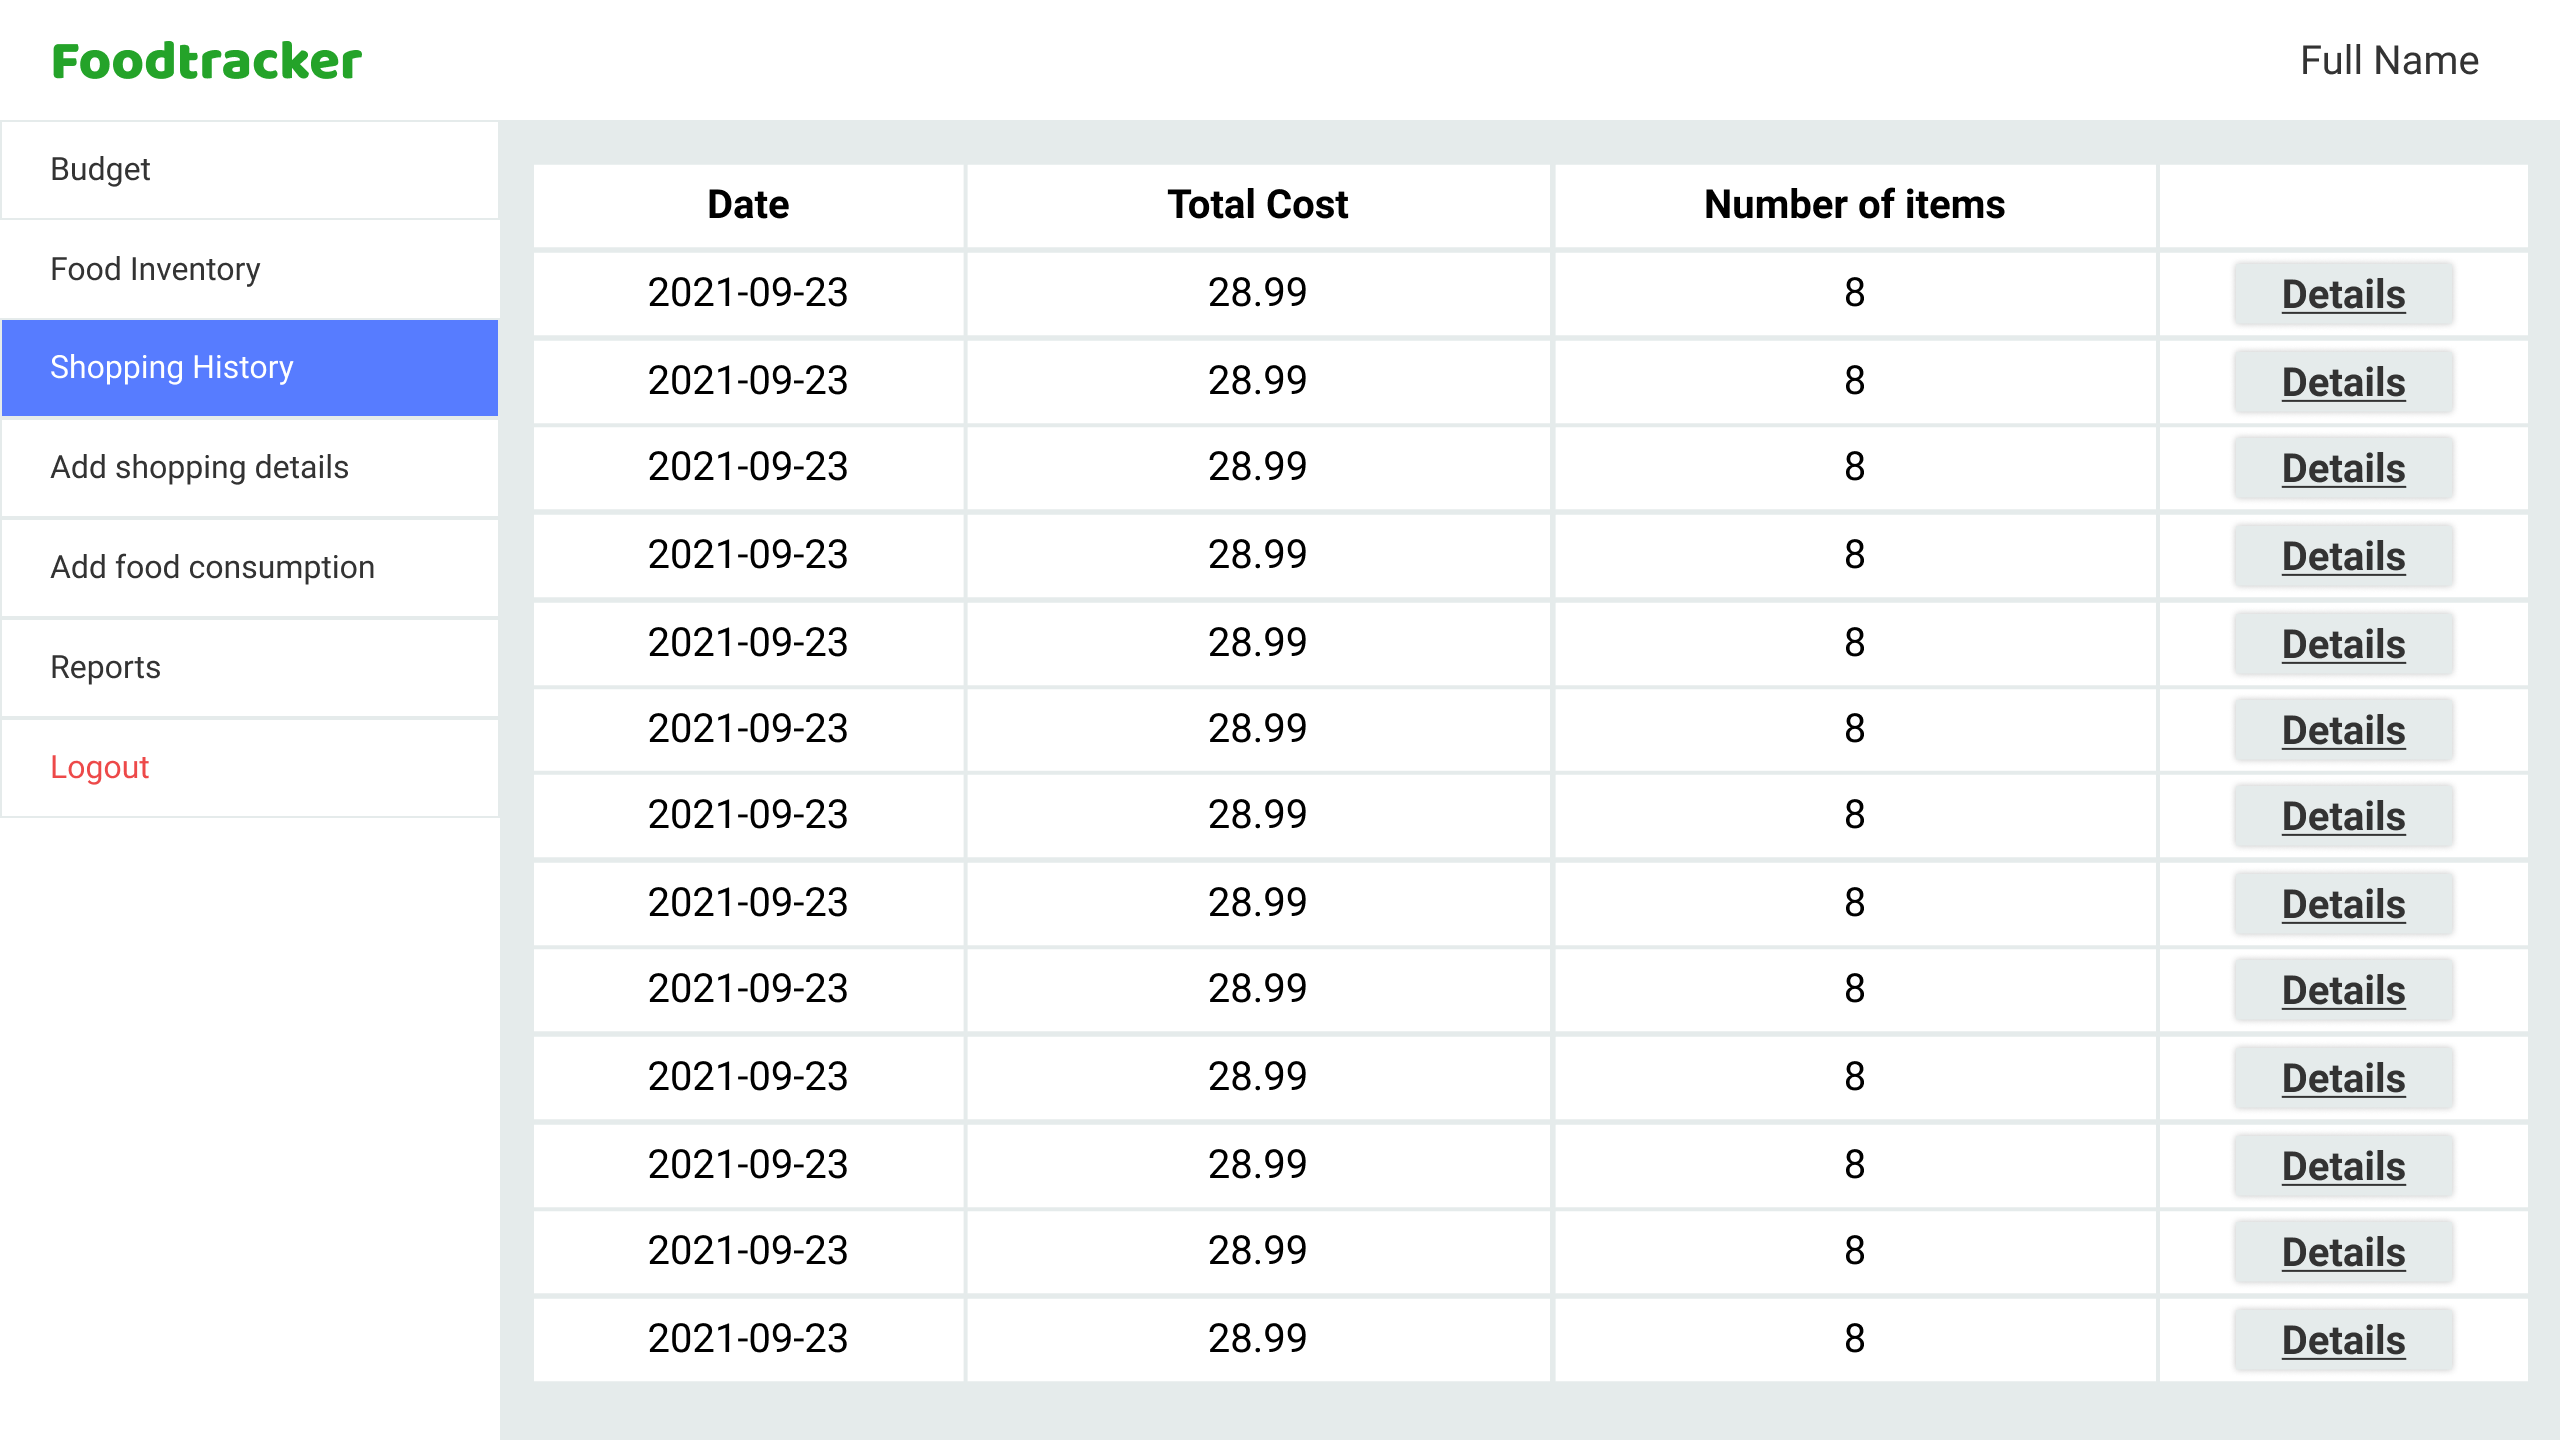 Foodtracker
Full Name
Budget
Food Inventory
Shopping History
Add shopping details
Add food consumption
Reports
Logout
Date Total Cost Number of items
2021-09-23 28.99 8 Details
2021-09-23 28.99 8 Details
2021-09-23 28.99 8 Details
2021-09-23 28.99 8 Details
2021-09-23 28.99 8 Details
2021-09-23 28.99 8 Details
2021-09-23 28.99 8 Details
2021-09-23 28.99 8 Details
2021-09-23 28.99 8 Details
2021-09-23 28.99 8 Details
2021-09-23 28.99 8 Details
2021-09-23 28.99 8 Details
2021-09-23 28.99 8 Details